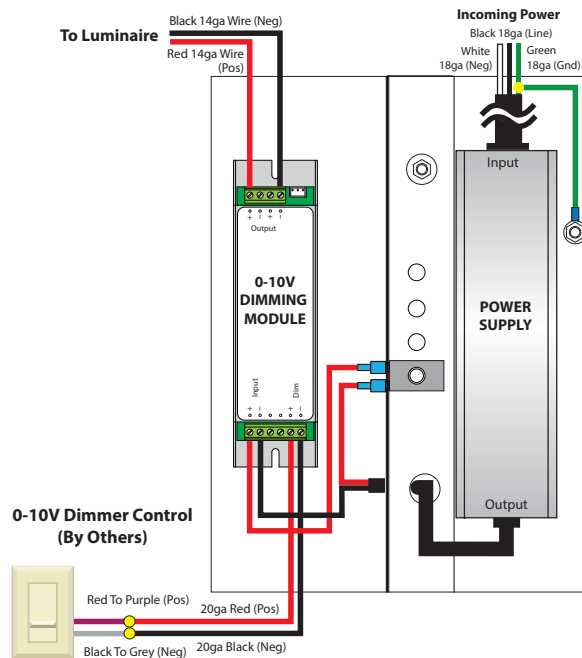 Incoming Power
Black 18ga (Line)
White
18ga (Neg)
Green
18ga (Gnd)
Black 14ga Wire (Neg)
To Luminaire
Red 14ga Wire
(Pos)
Input
+ – + –
Output
0-10V
DIMMING
MODULE
POWER
SUPPLY
Input
Dim
+ – + –
Output
0-10V Dimmer Control
(By Others)
Red To Purple (Pos)
20ga Red (Pos)
Black To Grey (Neg)
20ga Black (Neg)